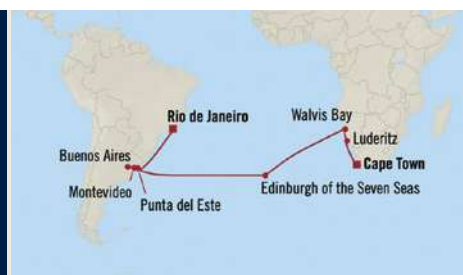 Rio de Janeiro
Walvis Bay
Luderitz
Buenos Aires
Cape Town
Edinburgh of the Seven Seas
Montevideo
Punta del Este